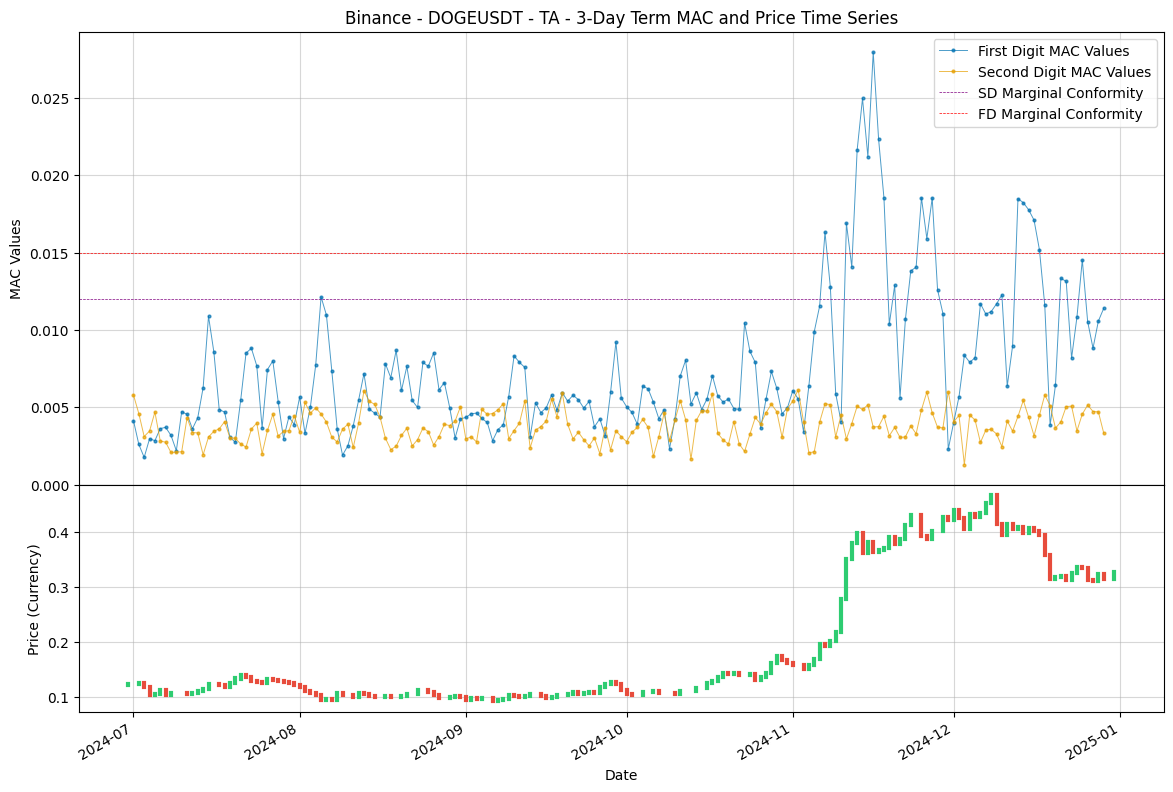 Binance - DOGEUSDT - TA - 3-Day Term MAC and Price Time Series
First Digit MAC Values
Second Digit MAC Values
SD Marginal Conformity
FD Marginal Conformity
MAC Values
0.025
0.020
0.015
0.010
0.005
0.000
Price (Currency)
0.4
0.3
0.2
0.1
2024-07
2024-08
2024-09
2024-10
2024-11
2024-12
2025-01
Date